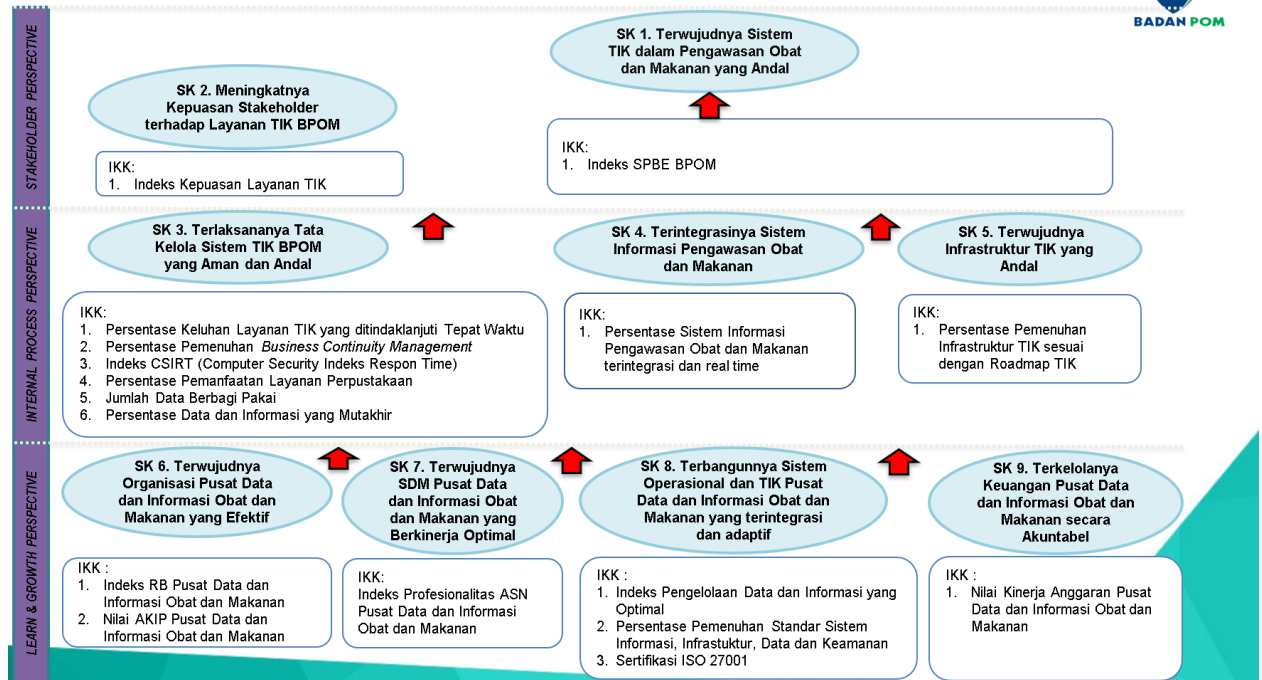 BADAN POM
STAKEHOLDER PERSPECTIVE
SK 1. Terwujudnya Sistem
TIK dalam Pengawasan Obat
dan Makanan yang Andal
SK 2. Meningkatnya
Kepuasan Stakeholder
terhadap Layanan TIK BPOM
IKK:
1. Indeks Kepuasan Layanan TIK
IKK:
1. Indeks SPBE BPOM
INTERNAL PROCESS PERSPECTIVE
SK 3. Terlaksananya Tata
Kelola Sistem TIK BPOM
yang Aman dan Andal
IKK:
1. Persentase Keluhan Layanan TIK yang ditindaklanjuti Tepat Waktu
2. Persentase Pemenuhan Business Continuity Management
3. Indeks CSIRT (Computer Security Indeks Respon Time)
4. Persentase Pemanfaatan Layanan Perpustakaan
5. Jumlah Data Berbagi Pakai
6. Persentase Data dan Informasi yang Mutakhir
SK 4. Terintegrasinya Sistem
Informasi Pengawasan Obat
dan Makanan
IKK:
1. Persentase Sistem Informasi
Pengawasan Obat dan Makanan
terintegrasi dan real time
SK 5. Terwujudnya
Infrastruktur TIK yang
Andal
IKK:
1. Persentase Pemenuhan
Infrastruktur TIK sesuai
dengan Roadmap TIK
LEARN & GROWTH PERSPECTIVE
SK 6. Terwujudnya
Organisasi Pusat Data
dan Informasi Obat dan
Makanan yang Efektif
IKK :
1. Indeks RB Pusat Data dan
Informasi Obat dan Makanan
2. Nilai AKIP Pusat Data dan
Informasi Obat dan Makanan
SK 7. Terwujudnya
SDM Pusat Data
dan Informasi Obat
dan Makanan yang
Berkinerja Optimal
IKK:
Indeks Profesionalitas ASN
Pusat Data dan Informasi
Obat dan Makanan
SK 8. Terbangunnya Sistem
Operasional dan TIK Pusat
Data dan Informasi Obat dan
Makanan yang terintegrasi
dan adaptif
IKK :
1. Indeks Pengelolaan Data dan Informasi yang
Optimal
2. Persentase Pemenuhan Standar Sistem
Informasi, Infrastuktur, Data dan Keamanan
3. Sertifikasi ISO 27001
SK 9. Terkelolanya
Keuangan Pusat Data
dan Informasi Obat dan
Makanan secara
Akuntabel
IKK :
1. Nilai Kinerja Anggaran Pusat
Data dan Informasi Obat dan
Makanan